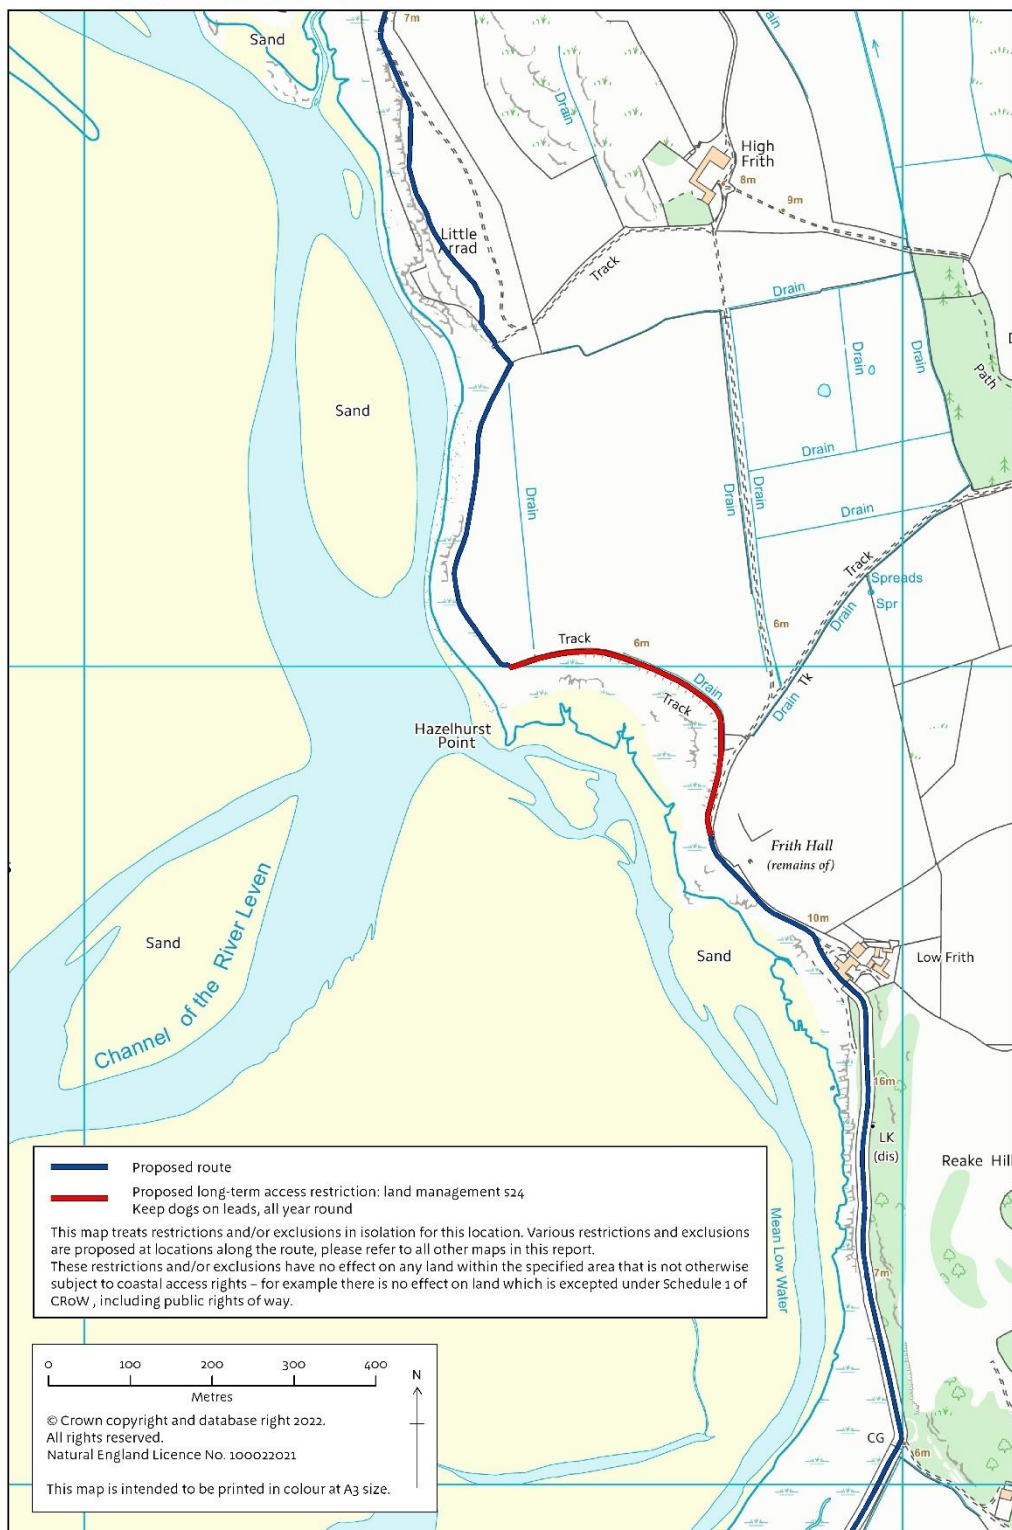 7m
Sand
Drain
Drain
High
Frith
8m
9m
Little
Arrad
Track
Drain
Drain
Drain
Path
Sand
Drain
Drain
Drain
Drain
Drain
Track
Spreads
Spr
Drain
6m
Track
6m
Drain
Track
Tk
Drain
Hazelhurst
Point
Frith Hall
(remains of)
10m
Low Frith
Sand
Sand
Channel of the River Leven
16m
LK
(dis)
Reake Hill
Mean Low Water
7m
CG
6m
Proposed route
Proposed long-term access restriction: land management s24
Keep dogs on leads, all year round
This map treats restrictions and/or exclusions in isolation for this location. Various restrictions and exclusions
are proposed at locations along the route, please refer to all other maps in this report.
These restrictions and/or exclusions have no effect on any land within the specified area that is not otherwise
subject to coastal access rights – for example there is no effect on land which is excepted under Schedule 1 of
CRoW , including public rights of way.
0 100 200 300 400
Metres
N
© Crown copyright and database right 2022.
All rights reserved.
Natural England Licence No. 100022021
This map is intended to be printed in colour at A3 size.